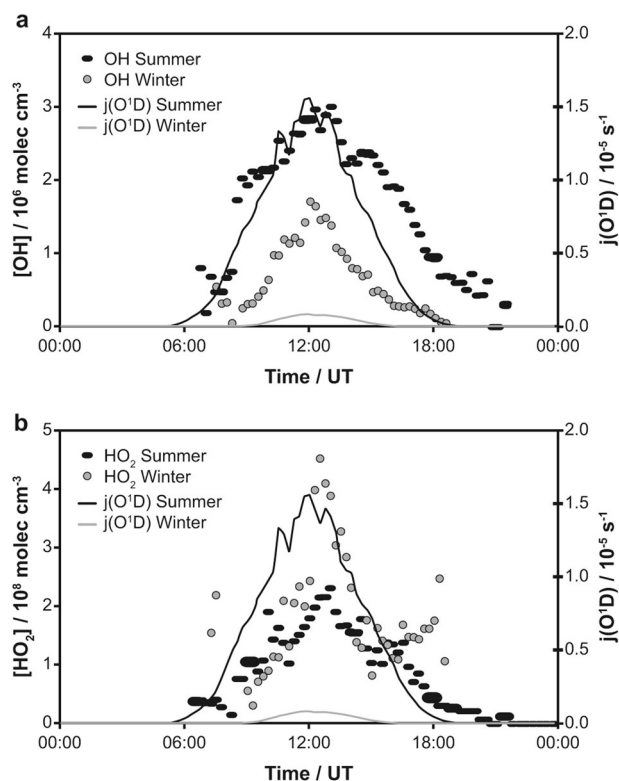 a
4
3
2
1
0
[OH] / 10⁶ molec cm⁻³
OH Summer
OH Winter
j(O¹D) Summer
j(O¹D) Winter
2.0
1.5
1.0
0.5
0.0
j(O¹D) / 10⁻⁵ s⁻¹
00:00 06:00 12:00 18:00 00:00
Time / UT
b
5
4
3
2
1
0
[HO₂] / 10⁸ molec cm⁻³
HO₂ Summer
HO₂ Winter
j(O¹D) Summer
j(O¹D) Winter
2.0
1.5
1.0
0.5
0.0
j(O¹D) / 10⁻⁵ s⁻¹
00:00 06:00 12:00 18:00 00:00
Time / UT